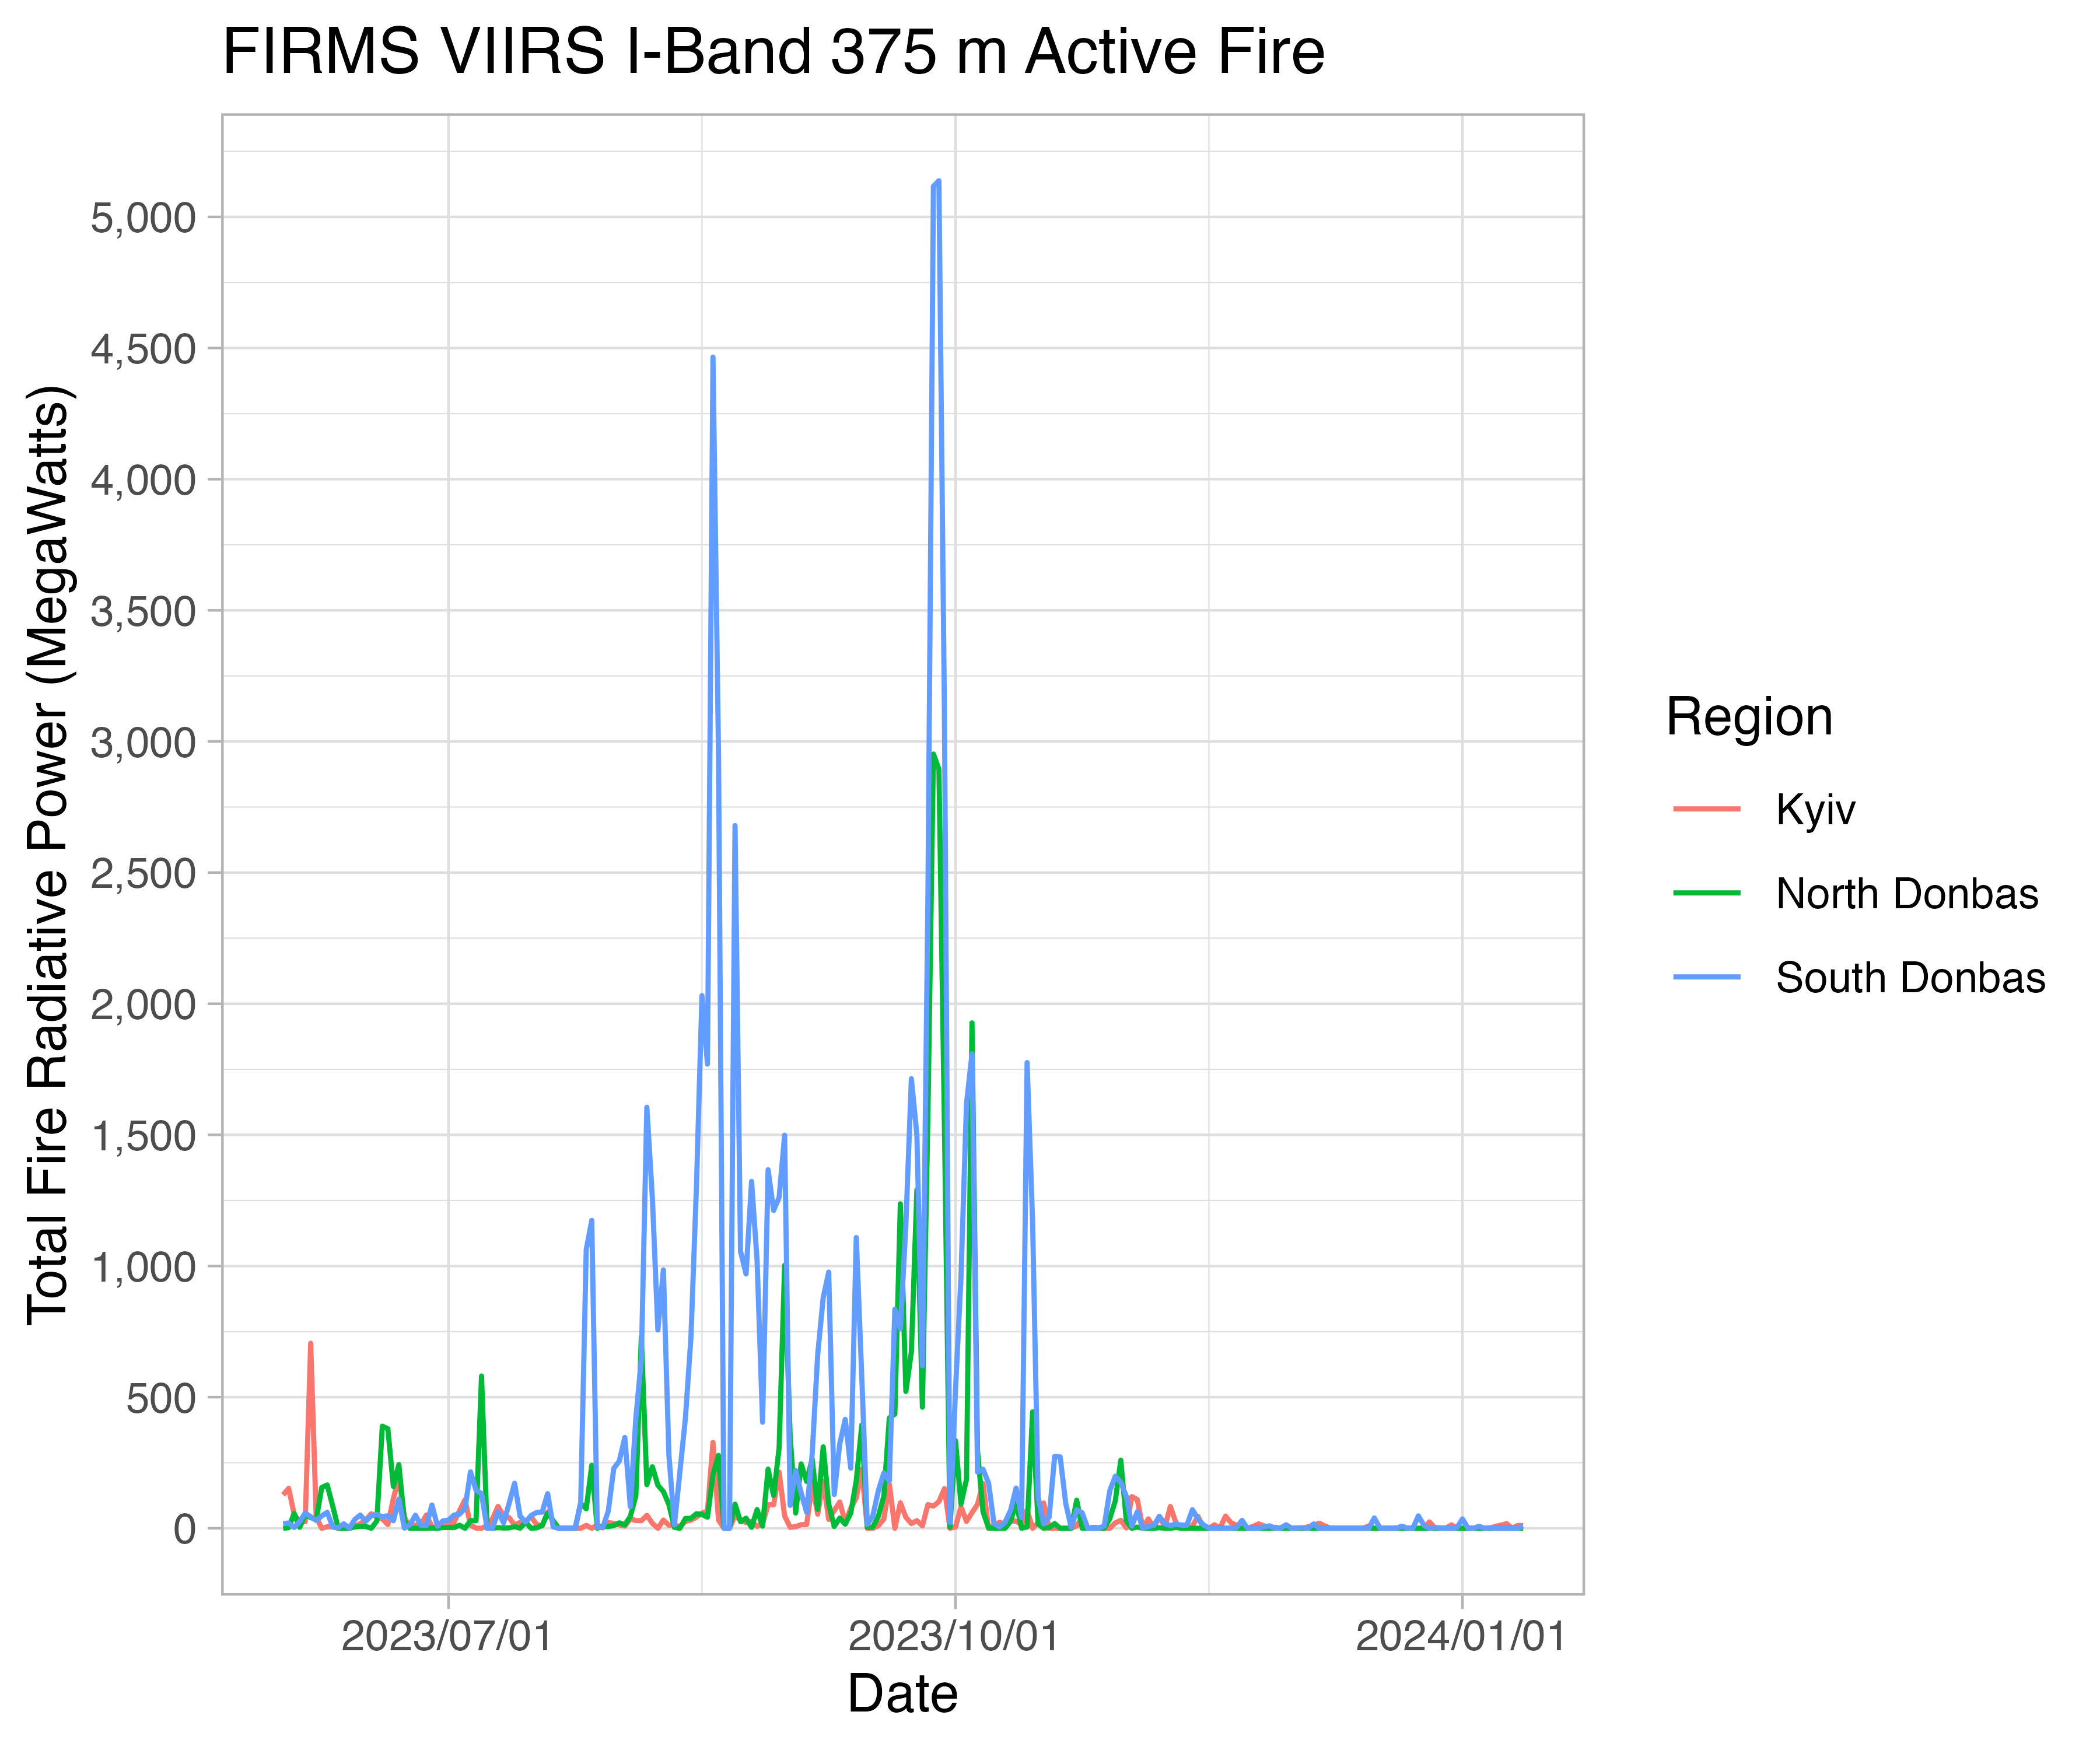 FIRMS VIIRS I-Band 375 m Active Fire
Total Fire Radiative Power (MegaWatts)
5,000
4,500
4,000
3,500
3,000
2,500
2,000
1,500
1,000
500
0
2023/07/01
2023/10/01
2024/01/01
Date
Region
Kyiv
North Donbas
South Donbas